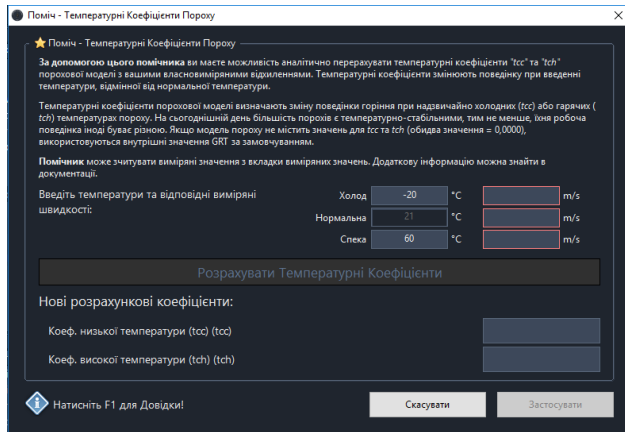 Поміч - Температурні Коефіцієнти Пороху
Поміч - Температурні Коефіцієнти Пороху
За допомогою цього помічника ви маєте можливість аналітично перерахувати температурні коефіцієнти "tcc" та "tch"
порохової моделі з вашими власновиміряними відхиленнями. Температурні коефіцієнти змінюють поведінку при введенні
температури, відмінної від нормальної температури.
Температурні коефіцієнти порохової моделі визначають зміну поведінки горіння при надзвичайно холодних (tcc) або гарячих (
tch) температурах пороху. На сьогоднішній день більшість порохів є температурно-стабільними, тим не менше, їхня робоча
поведінка іноді буває різною. Якщо модель пороху не містить значень для tcc та tch (обидва значення = 0,0000),
використовуються внутрішні значення GRT за замовчуванням.
Помічник може зчитувати виміряні значення з вкладки виміряних значень. Додаткову інформацію можна знайти в
документації.
Введіть температури та відповідні виміряні
швидкості:
Холод -20 °C m/s
Нормальна 21 °C m/s
Спека 60 °C m/s
Розрахувати Температурні Коефіцієнти
Нові розрахункові коефіцієнти:
Коеф. низької температури (tcc) (tcc)
Коеф. високої температури (tch) (tch)
Натисніть F1 для Довідки!
Скасувати
Застосувати